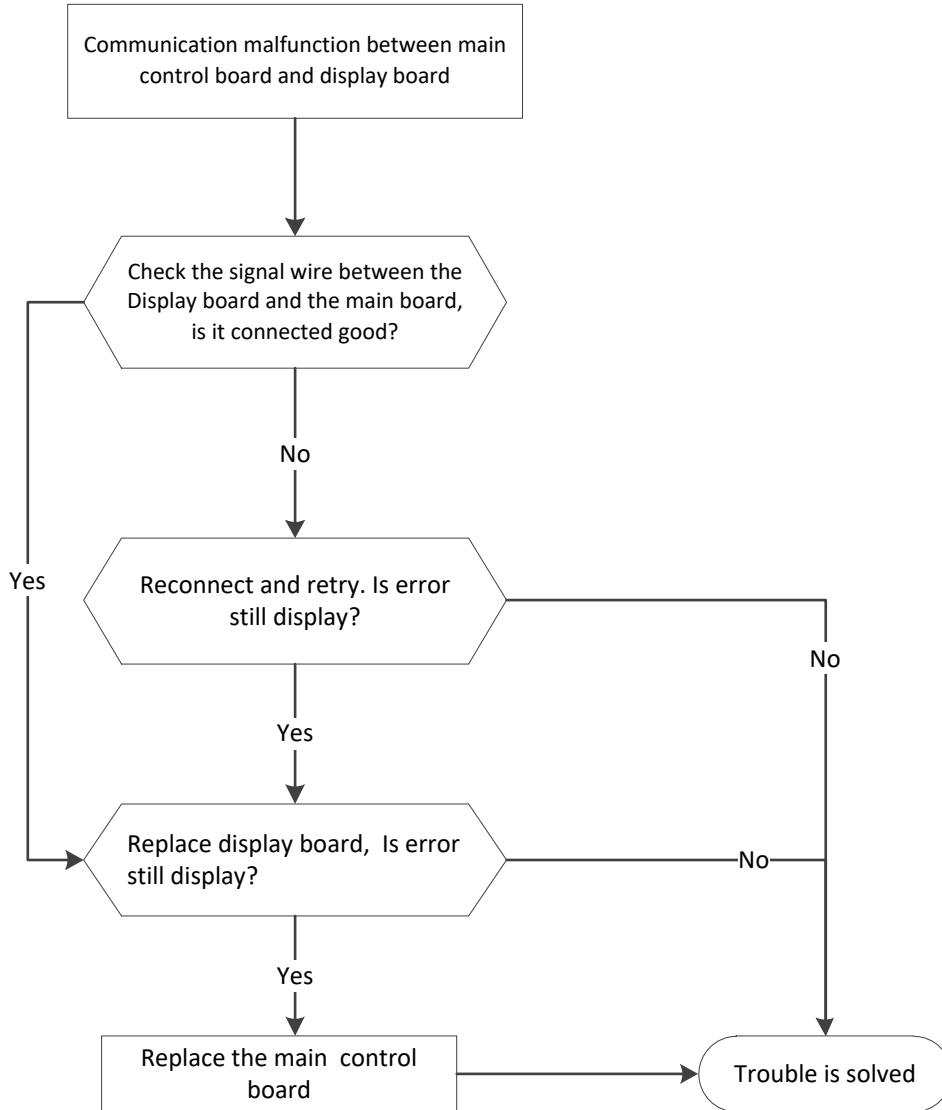 Communication malfunction between main
control board and display board
Check the signal wire between the
Display board and the main board,
is it connected good?
No
Yes
Reconnect and retry. Is error
still display?
No
Yes
Replace display board,  Is error
still display?
No
Yes
Replace the main  control
board
Trouble is solved